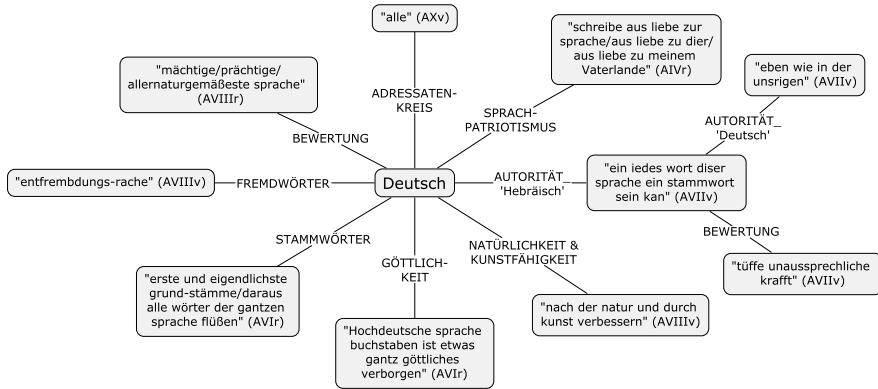 "alle" (AXv)
"schreibe aus liebe zur
sprache/aus liebe zu dier/
aus liebe zu meinem
Vaterlande" (AIVr)
"mächtige/prächtige/
allernaturgemäßeste sprache"
(AVIIIr)
"eben wie in der
unsrigen" (AVIIv)
ADRESSATEN-
KREIS
SPRACH-
PATRIOTISMUS
AUTORITÄT_
'Deutsch'
BEWERTUNG
"entfrembdungs-rache" (AVIIIv)
FREMDWÖRTER
Deutsch
AUTORITÄT_
'Hebräisch'
"ein iedes wort diser
sprache ein stammwort
sein kan" (AVIIv)
STAMMWÖRTER
GÖTTLICH-
KEIT
NATÜRLICHKEIT &
KUNSTFÄHIGKEIT
BEWERTUNG
"tüffe unaussprechliche
krafft" (AVIIv)
"erste und eigendlichste
grund-stämme/daraus
alle wörter der gantzen
sprache flüßen" (AVIr)
"Hochdeutsche sprache
buchstaben ist etwas
gantz göttliches
verborgen" (AVIr)
"nach der natur und durch
kunst verbessern" (AVIIIv)